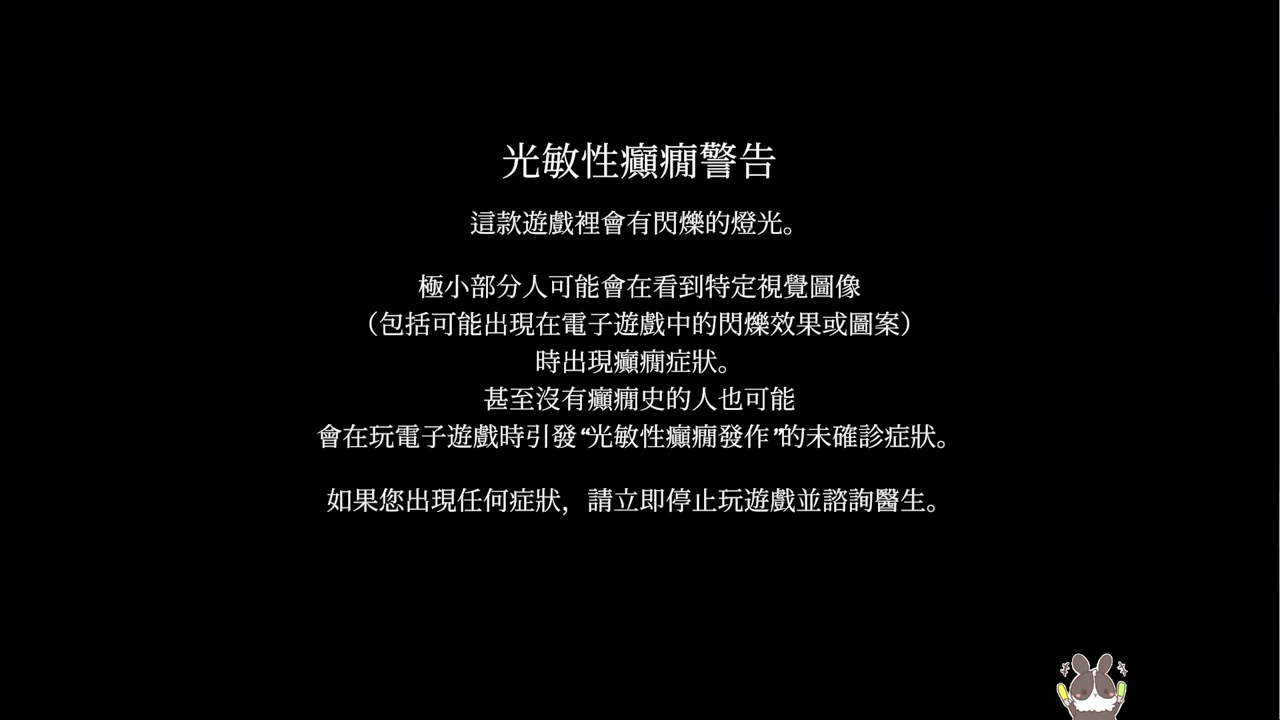 光敏性癲癇警告
這款遊戲裡會有閃爍的燈光。
極小部分人可能會在看到特定視覺圖像
（包括可能出現在電子遊戲中的閃爍效果或圖案）
時出現癲癇症狀。
甚至沒有癲癇史的人也可能
會在玩電子遊戲時引發“光敏性癲癇發作”的未確診症狀。
如果您出現任何症狀，請立即停止玩遊戲並諮詢醫生。